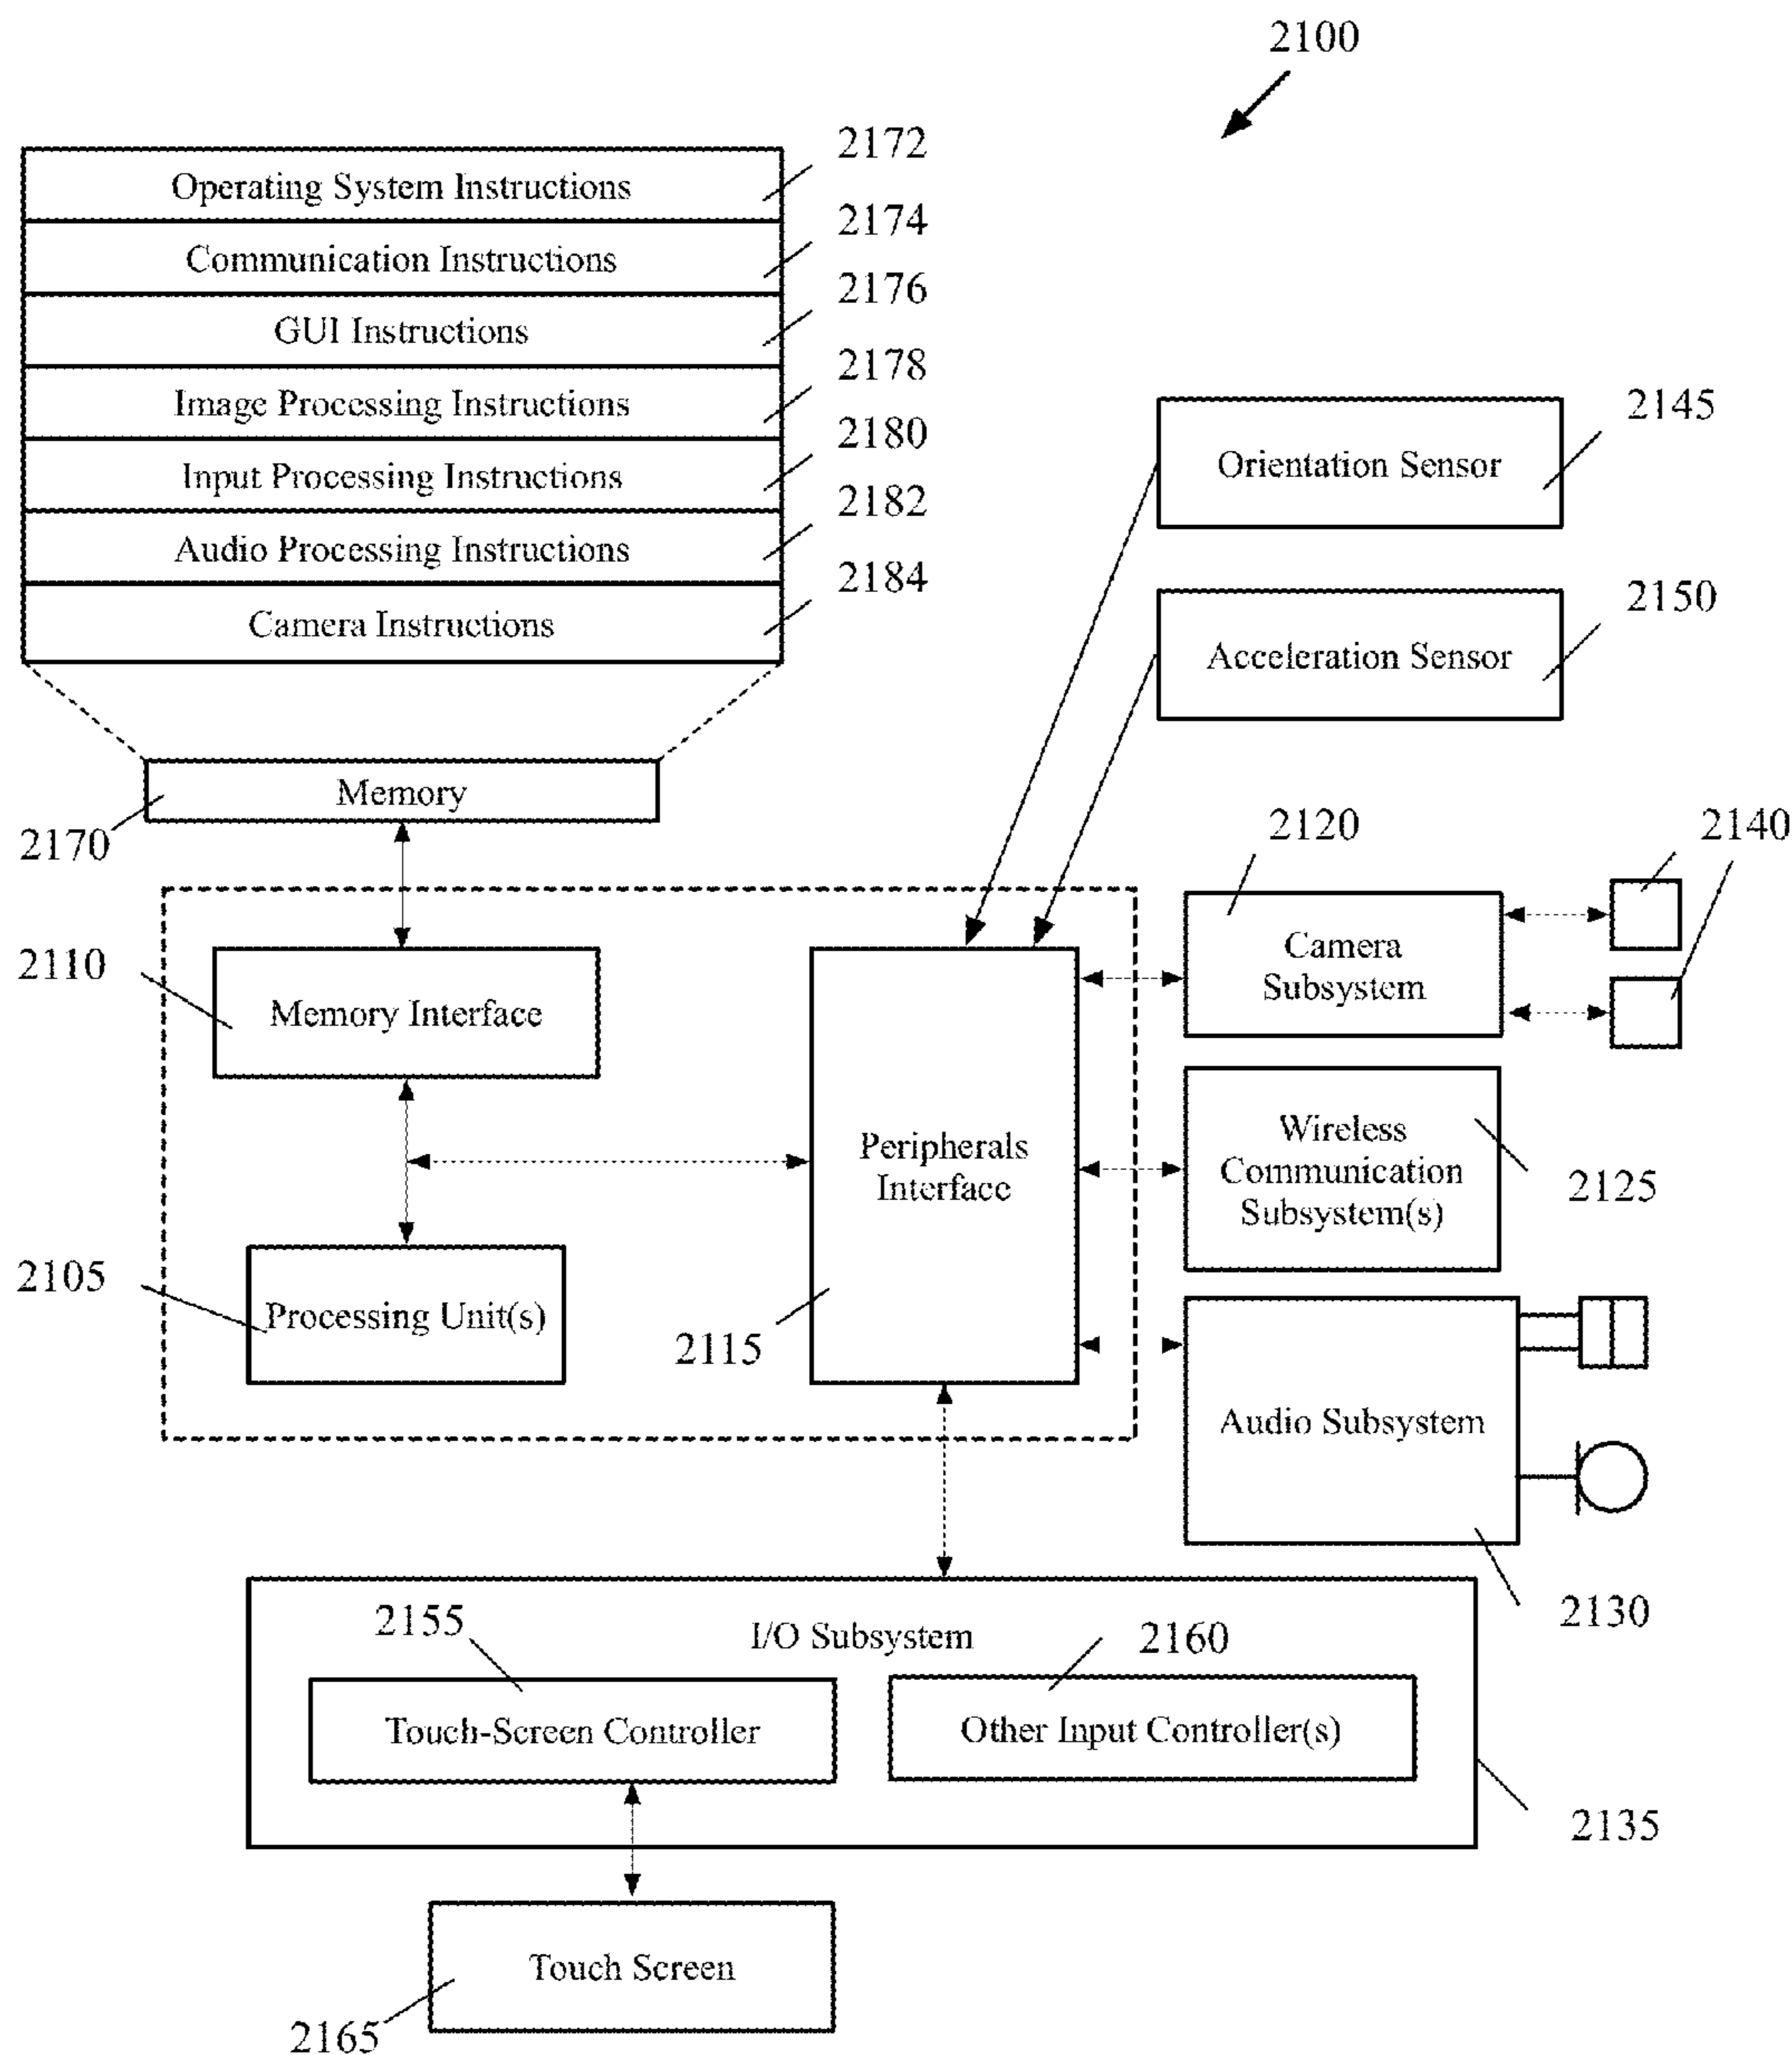 2100
2172
Operating System Instructions
2174
Communication Instructions
2176
GUI Instructions
2178
Image Processing Instructions
2180
Input Processing Instructions
2182
Audio Processing Instructions
2184
Camera Instructions
2145
Orientation Sensor
2150
Acceleration Sensor
Memory
2170
2120
2140
Camera
Subsystem
2110
Memory Interface
Peripherals
Interface
Wireless
Communication
Subsystem(s)
2125
2105
Processing Unit(s)
2115
Audio Subsystem
2130
I/O Subsystem
2155
2160
Touch-Screen Controller
Other Input Controller(s)
2135
Touch Screen
2165